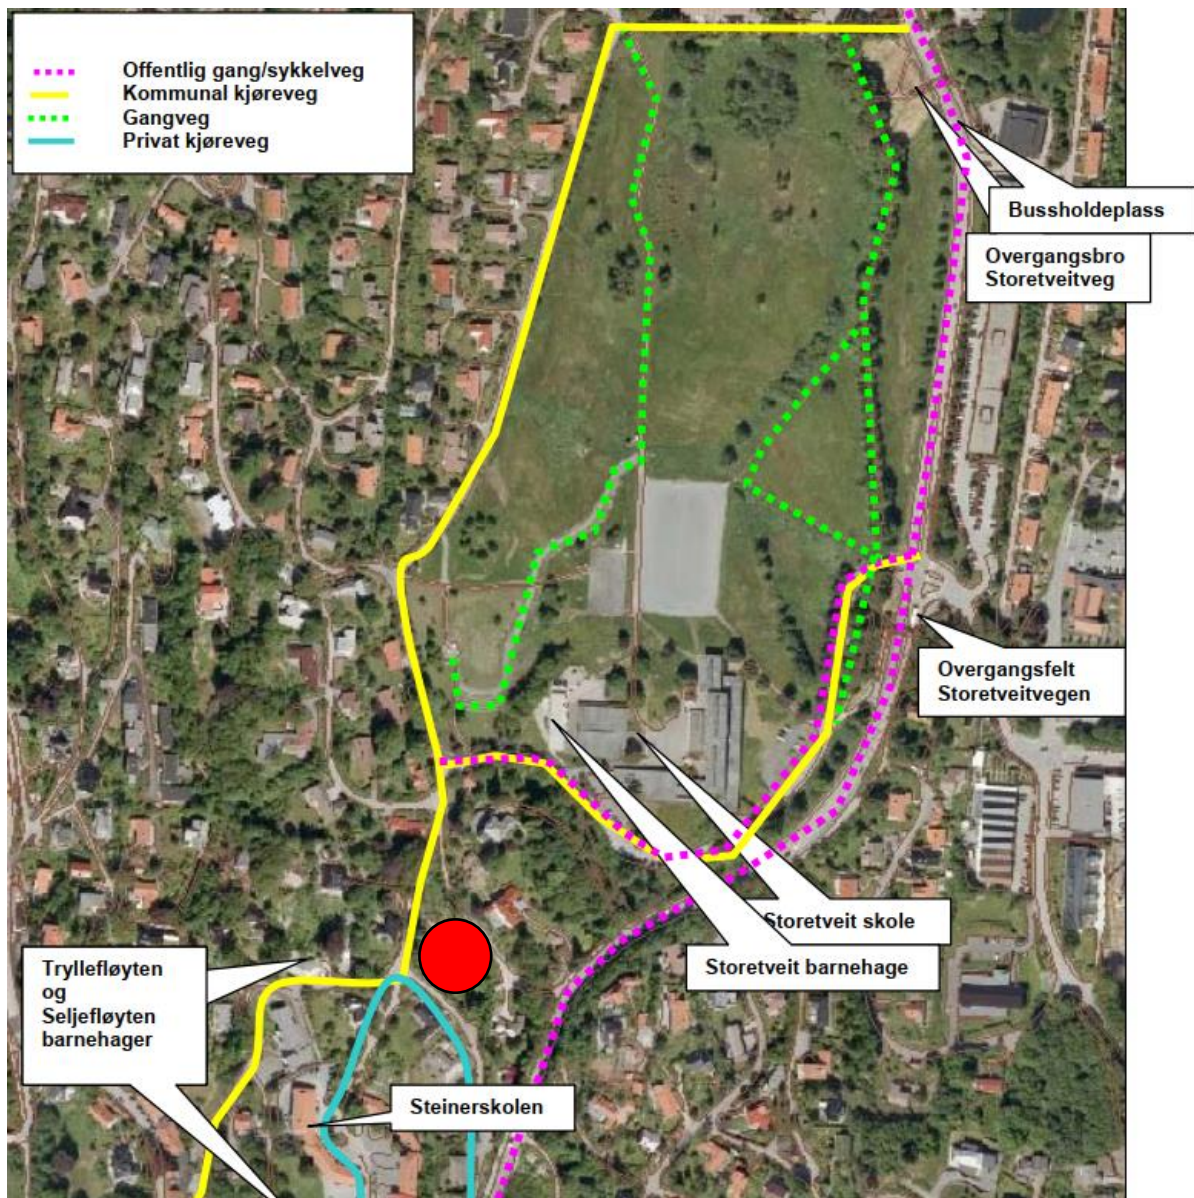 Offentlig gang/sykkelveg
Kommunal kjøreveg
Gangveg
Privat kjøreveg
Bussholdeplass
Overgangsbro
Storetveitveg
Overgangsfelt
Storetveitvegen
Storetveit skole
Storetveit barnehage
Tryllefløyten
og
Seljefløyten
barnehager
Steinerskolen